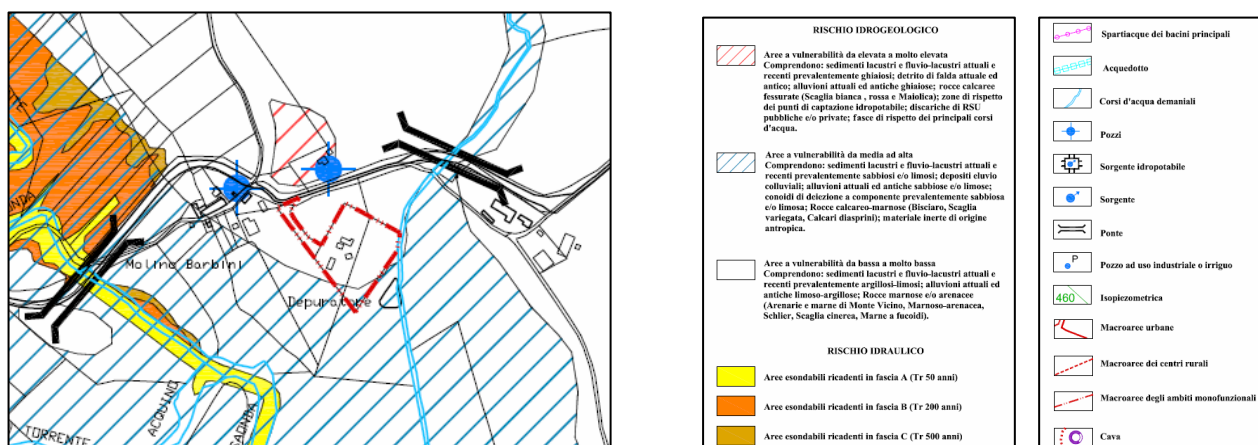 Molino Barbini
Depuratore
TORRENTE
ACQUINO
RISCHIO IDROGEOLOGICO
Aree a vulnerabilità da elevata a molto elevata
Comprendono: sedimenti lacustri e fluvio-lacustri attuali e
recenti prevalentemente ghiaiosi; detrito di falda attuale ed
antico; alluvioni attuali ed antiche ghiaiose; rocce calcaree
fessurate (Scaglia bianca , rossa e Maiolica); zone di rispetto
dei punti di captazione idropotabile; discariche di RSU
pubbliche e/o private; fasce di rispetto dei principali corsi
d'acqua.
Aree a vulnerabilità da media ad alta
Comprendono: sedimenti lacustri e fluvio-lacustri attuali e
recenti prevalentemente sabbiosi e/o limosi; depositi eluvio
colluviali; alluvioni attuali ed antiche sabbiose e/o limose;
conoidi di deiezione a componente prevalentemente sabbiosa
e/o limosa; Rocce calcareo-marnose (Bisciaro, Scaglia
variegata, Calcari diasprini); materiale inerte di origine
antropica.
Aree a vulnerabilità da bassa a molto bassa
Comprendono: sedimenti lacustri e fluvio-lacustri attuali e
recenti prevalentemente argillosi-limosi; alluvioni attuali ed
antiche limoso-argillose; Rocce marnose e/o arenacee
(Arenarie e marne di Monte Vicino, Marnoso-arenacea,
Schlier, Scaglia cinerea, Marne a fucoidi).
RISCHIO IDRAULICO
Aree esondabili ricadenti in fascia A (Tr 50 anni)
Aree esondabili ricadenti in fascia B (Tr 200 anni)
Aree esondabili ricadenti in fascia C (Tr 500 anni)
Spartiacque dei bacini principali
Acquedotto
Corsi d'acqua demaniali
Pozzi
Sorgente idropotabile
Sorgente
Ponte
P
Pozzo ad uso industriale o irriguo
460
Isopiezometrica
Macroaree urbane
Macroaree dei centri rurali
Macroaree degli ambiti monofunzionali
Cava